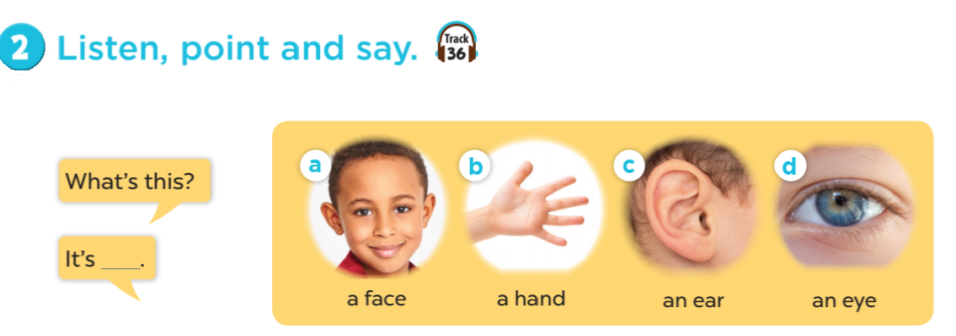 2 Listen, point and say. Track 36
What's this?
It's ____.
a
b
c
d
a face
a hand
an ear
an eye